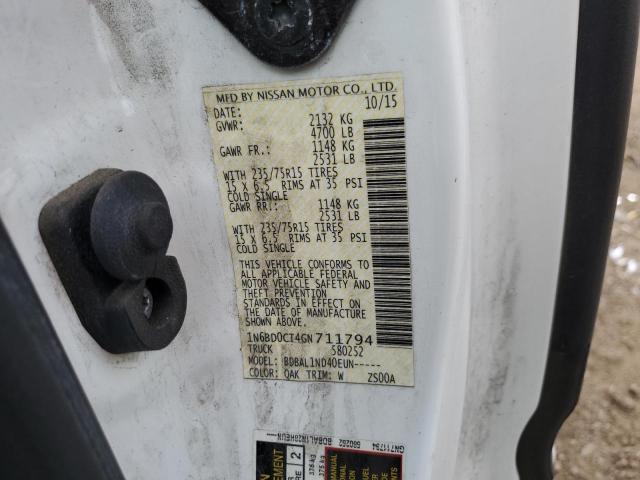 MFD BY NISSAN MOTOR CO., LTD.
DATE: 10/15
GVWR: 2132 KG
4700 LB
GAWR FR.: 1148 KG
2531 LB
WITH 235/75R15 TIRES
15 X 6.5 RIMS AT 35 PSI
COLD SINGLE
GAWR RR.: 1148 KG
2531 LB
WITH 235/75R15 TIRES
15 X 6.5 RIMS AT 35 PSI
COLD SINGLE
THIS VEHICLE CONFORMS TO
ALL APPLICABLE FEDERAL
MOTOR VEHICLE SAFETY AND
THEFT PREVENTION
STANDARDS IN EFFECT ON
THE DATE OF MANUFACTURE
SHOWN ABOVE.
1N6BD0CT4GN711794
TRUCK 580252
MODEL: BDBAL1ND40EUN-----
COLOR: QAK TRIM: W ZS00A
GN711794
580252
2